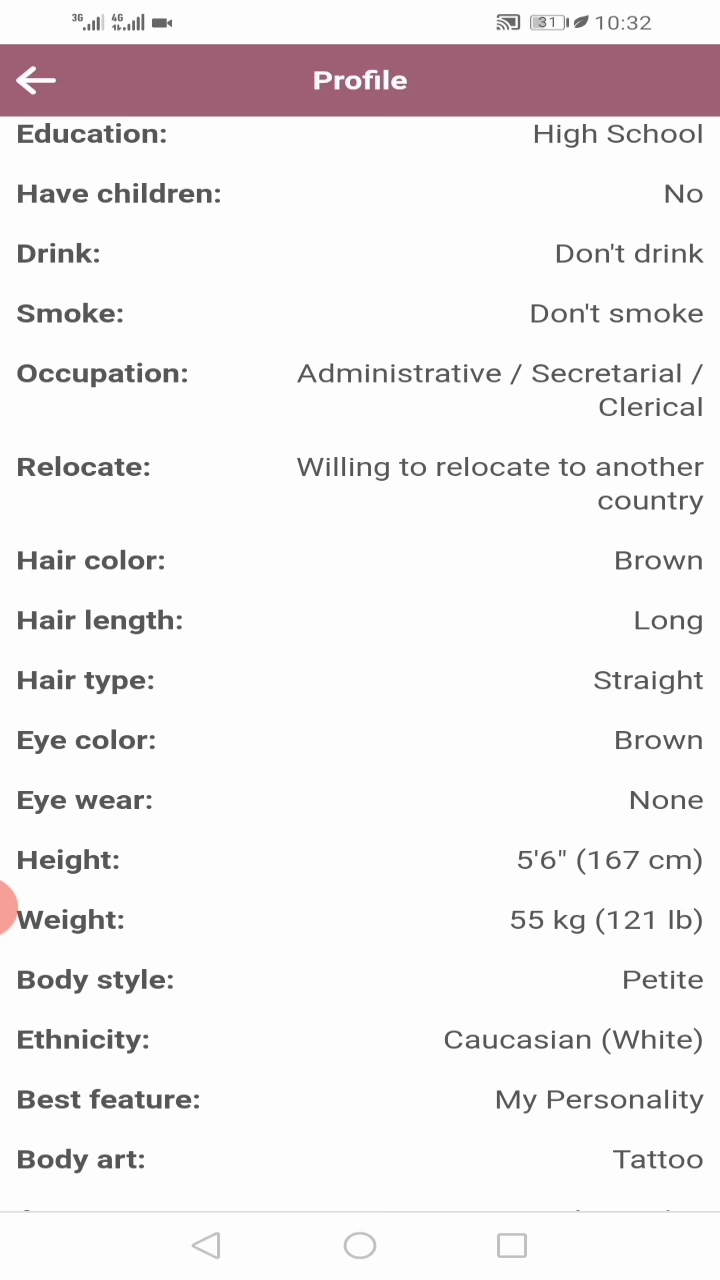 3G 4G 31 10:32
Profile
Education: High School
Have children: No
Drink: Don't drink
Smoke: Don't smoke
Occupation: Administrative / Secretarial /
Clerical
Relocate: Willing to relocate to another
country
Hair color: Brown
Hair length: Long
Hair type: Straight
Eye color: Brown
Eye wear: None
Height: 5'6" (167 cm)
Weight: 55 kg (121 lb)
Body style: Petite
Ethnicity: Caucasian (White)
Best feature: My Personality
Body art: Tattoo